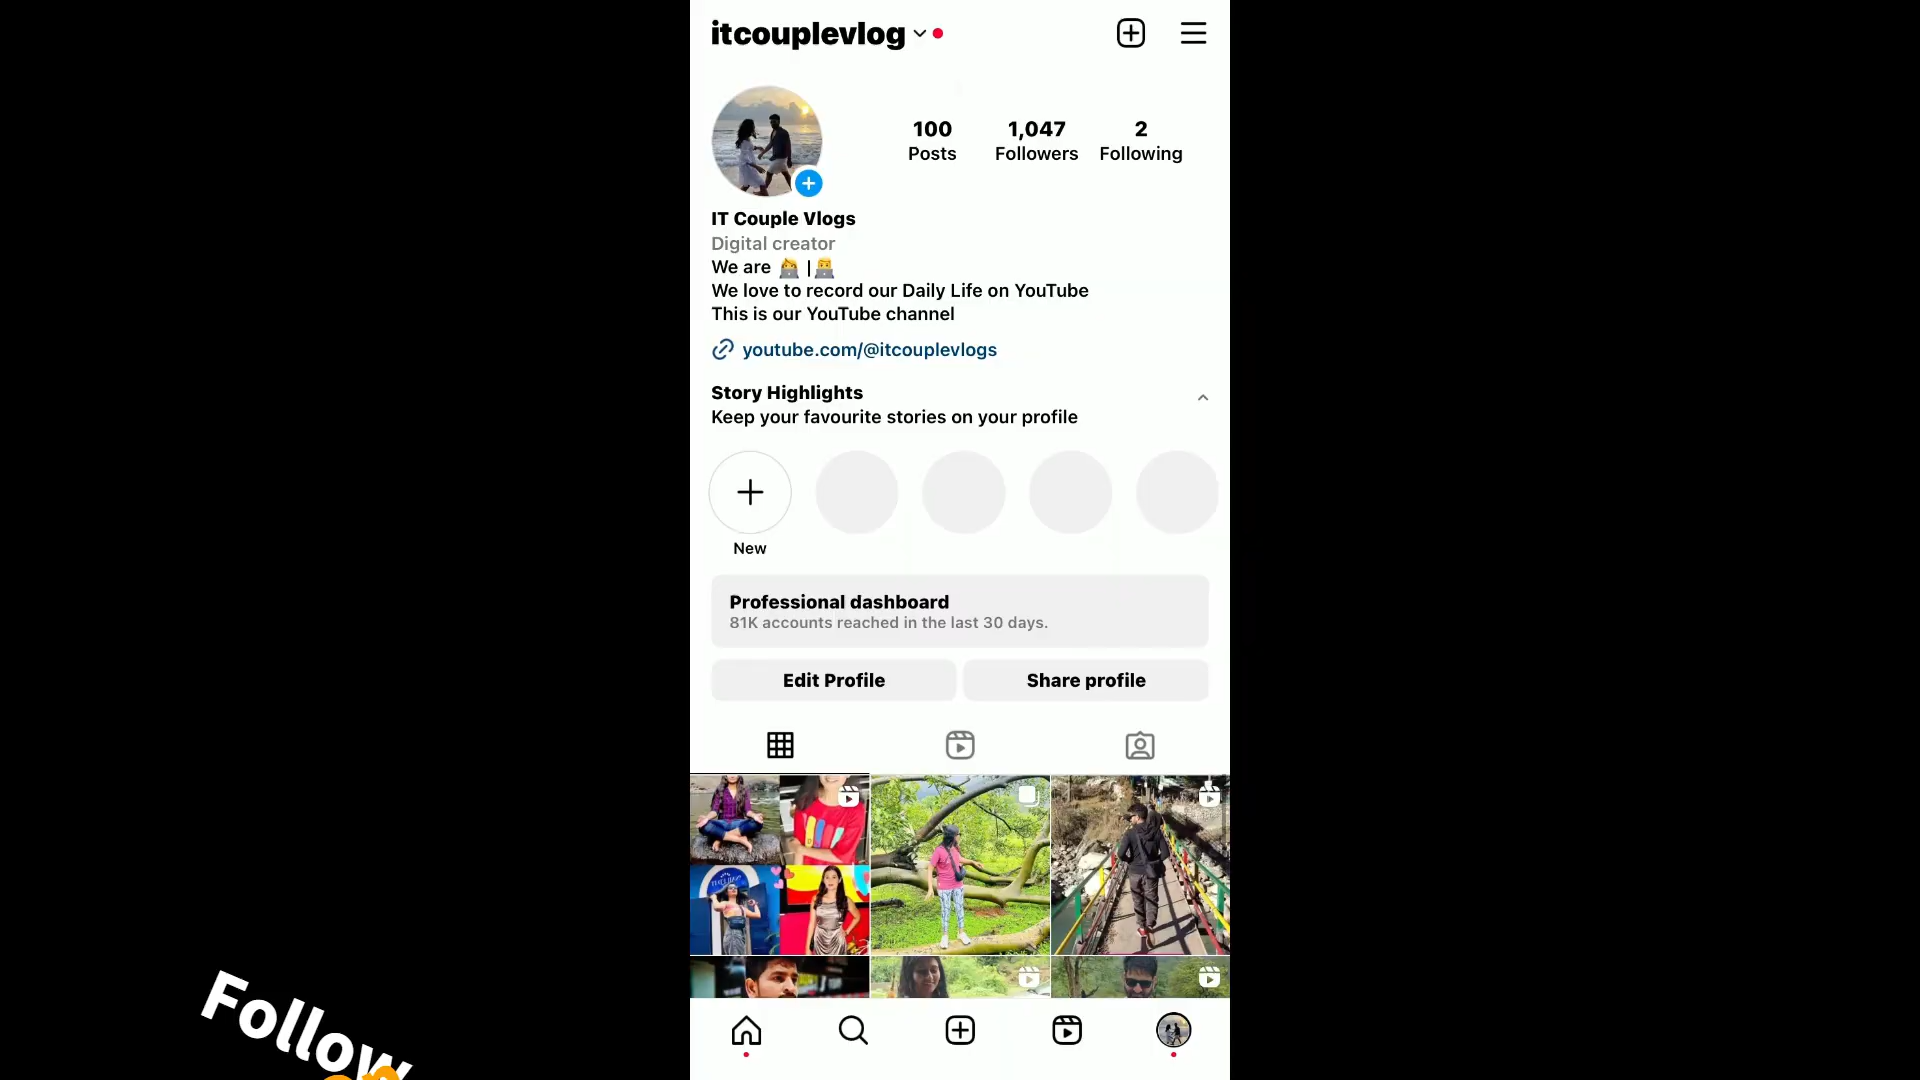 itcouplevlog
100
Posts
1,047
Followers
2
Following
IT Couple Vlogs
Digital creator
We are 👩‍💻 |👨‍💻
We love to record our Daily Life on YouTube
This is our YouTube channel
youtube.com/@itcouplevlogs
Story Highlights
Keep your favourite stories on your profile
New
Professional dashboard
81K accounts reached in the last 30 days.
Edit Profile
Share profile
Follow